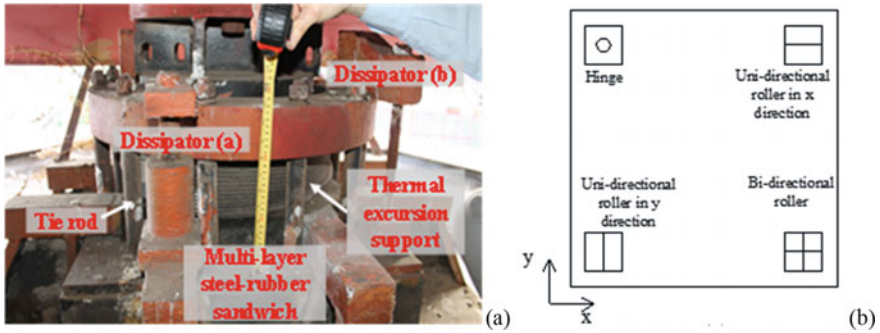 Dissipator (b)
Dissipator (a)
Tie rod
Thermal
excursion
support
Multi-layer
steel-rubber
sandwich
(a)
Hinge
Uni-directional
roller in x
direction
Uni-directional
roller in y
direction
Bi-directional
roller
y
x
(b)